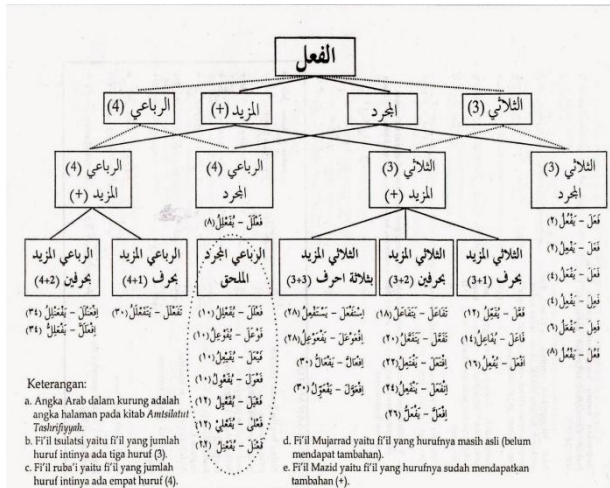 الفعل
الثلاثي (3)
المجرد
المزيد (+)
الرباعي (4)
الثلاثي (3)
المجرد
الثلاثي (3)
المزيد (+)
الرباعي (4)
المجرد
الرباعي (4)
المزيد (+)
فَعَلَ – يَفْعُلُ (٢)
فَعَلَ – يَفْعِلُ (٢)
فَعَلَ – يَفْعَلُ (٤)
فَعِلَ – يَفْعَلُ (٤)
فَعِلَ – يَفْعِلُ (٦)
فَعُلَ – يَفْعُلُ (٨)
فَعْلَلَ – يُفَعْلِلُ (٨)
الثلاثي المزيد
بحرف (1+3)
الثلاثي المزيد
بحرفين (2+3)
الثلاثي المزيد
بثلاثة احرف (3+3)
الرباعي المجرد
الملحق
الرباعي المزيد
بحرف (1+4)
الرباعي المزيد
بحرفين (2+4)
فَعَّلَ – يُفَعِّلُ (١٢)
فَاعَلَ – يُفَاعِلُ (١٤)
أَفْعَلَ – يُفْعِلُ (١٦)
تَفَاعَلَ – يَتَفَاعَلُ (١٨)
تَفَعَّلَ – يَتَفَعَّلُ (٢٠)
اِفْتَعَلَ – يَفْتَعِلُ (٢٢)
اِنْفَعَلَ – يَنْفَعِلُ (٢٤)
اِفْعَلَّ – يَفْعَلُّ (٢٦)
اِسْتَفْعَلَ – يَسْتَفْعِلُ (٢٨)
اِفْعَوْعَلَ – يَفْعَوْعِلُ (٢٨)
اِفْعَالَّ – يَفْعَالُّ (٣٠)
اِفْعَوَّلَ – يَفْعَوِّلُ (٣٠)
فَعْلَلَ – يُفَعْلِلُ (١٠)
فَوْعَلَ – يُفَوْعِلُ (١٠)
فَيْعَلَ – يُفَيْعِلُ (١٠)
فَعْوَلَ – يُفَعْوِلُ (١٠)
فَعْيَلَ – يُفَعْيِلُ (١٢)
فَعْلَى – يُفَعْلِي (١٢)
تَفَعْلَلَ – يَتَفَعْلَلُ (٣٠)
اِفْعَنْلَلَ – يَفْعَنْلِلُ (٣٤)
اِفْعَلَلَّ – يَفْعَلِلُّ (٣٤)
Keterangan:
a. Angka Arab dalam kurung adalah
angka halaman pada kitab Amtsilatut
Tashrifiyyah.
b. Fi'il tsulatsi yaitu fi'il yang jumlah
huruf intinya ada tiga huruf (3).
c. Fi'il ruba'i yaitu fi'il yang jumlah
huruf intinya ada empat huruf (4).
d. Fi'il Mujarrad yaitu fi'il yang hurufnya masih asli (belum
mendapat tambahan).
e. Fi'il Mazid yaitu fi'il yang hurufnya sudah mendapatkan
tambahan (+).